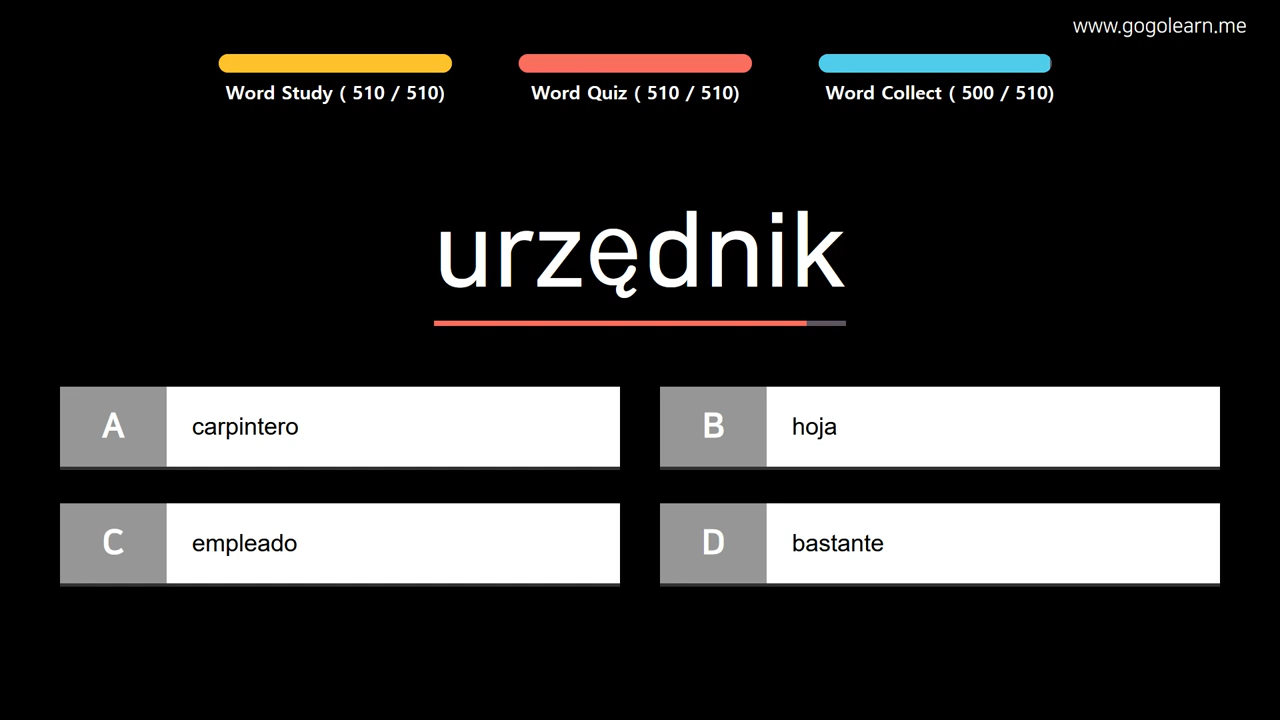 www.gogolearn.me
Word Study ( 510 / 510)
Word Quiz ( 510 / 510)
Word Collect ( 500 / 510)
urzędnik
A carpintero
B hoja
C empleado
D bastante